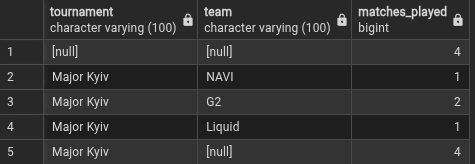 tournament team matches_played
character varying (100) character varying (100) bigint
1 [null] [null] 4
2 Major Kyiv NAVI 1
3 Major Kyiv G2 2
4 Major Kyiv Liquid 1
5 Major Kyiv [null] 4